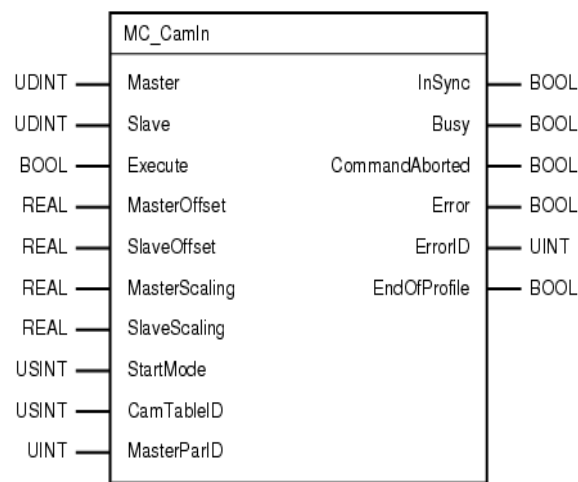 MC_CamIn
UDINT Master InSync BOOL
UDINT Slave Busy BOOL
BOOL Execute CommandAborted BOOL
REAL MasterOffset Error BOOL
REAL SlaveOffset ErrorID UINT
REAL MasterScaling EndOfProfile BOOL
REAL SlaveScaling
USINT StartMode
USINT CamTableID
UINT MasterParID